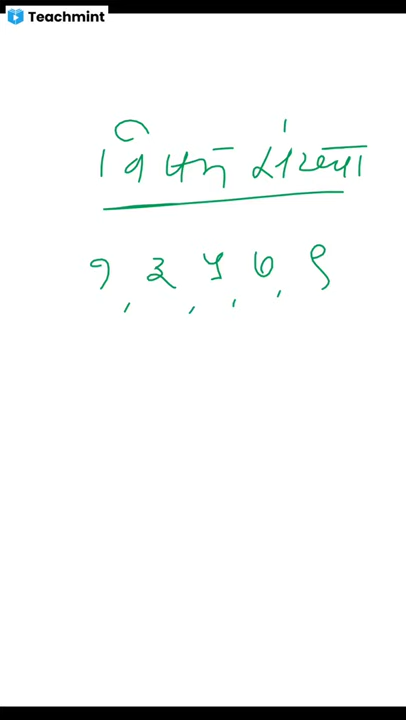 Teachmint
विषम संख्या
१, ३, ५, ७, ९